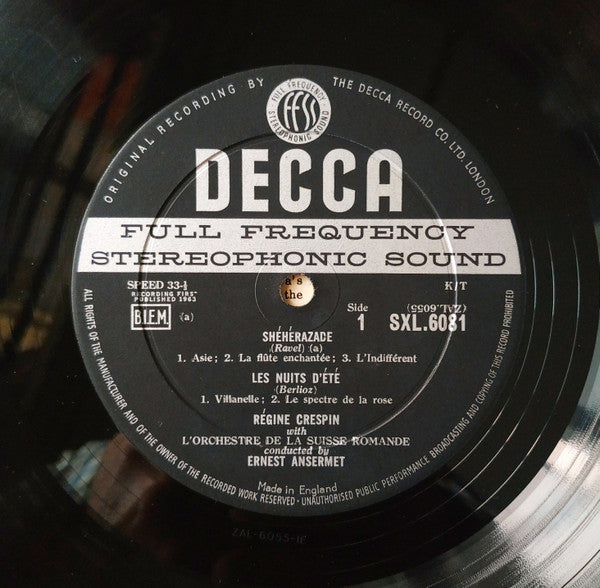 ORIGINAL RECORDING BY THE DECCA RECORD CO. LTD. LONDON
FULL FREQUENCY STEREOPHONIC SOUND
FFSS
DECCA
FULL FREQUENCY
STEREOPHONIC SOUND
SPEED 33⅓
RECORDING FIRST
PUBLISHED 1963
B.I.E.M.
(a)
a's
the
K/T
(ZAL.6055)
Side
1
SXL.6081
SHÉHÉRAZADE
(Ravel) (a)
1. Asie; 2. La flûte enchantée; 3. L'Indifférent
LES NUITS D'ÉTÉ
(Berlioz)
1. Villanelle; 2. Le spectre de la rose
RÉGINE CRESPIN
with
L'ORCHESTRE DE LA SUISSE ROMANDE
conducted by
ERNEST ANSERMET
Made in England
ALL RIGHTS OF THE MANUFACTURER AND OF THE OWNER OF THE RECORDED WORK RESERVED · UNAUTHORISED PUBLIC PERFORMANCE BROADCASTING AND COPYING OF THIS RECORD PROHIBITED